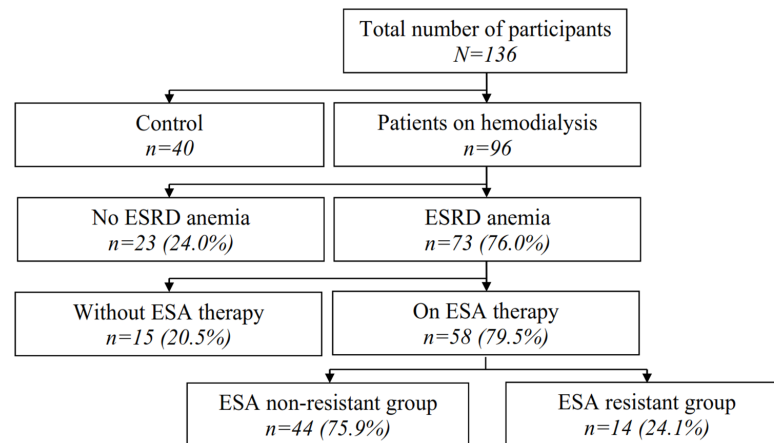 Total number of participants
N=136
Control
n=40
Patients on hemodialysis
n=96
No ESRD anemia
n=23 (24.0%)
ESRD anemia
n=73 (76.0%)
Without ESA therapy
n=15 (20.5%)
On ESA therapy
n=58 (79.5%)
ESA non-resistant group
n=44 (75.9%)
ESA resistant group
n=14 (24.1%)